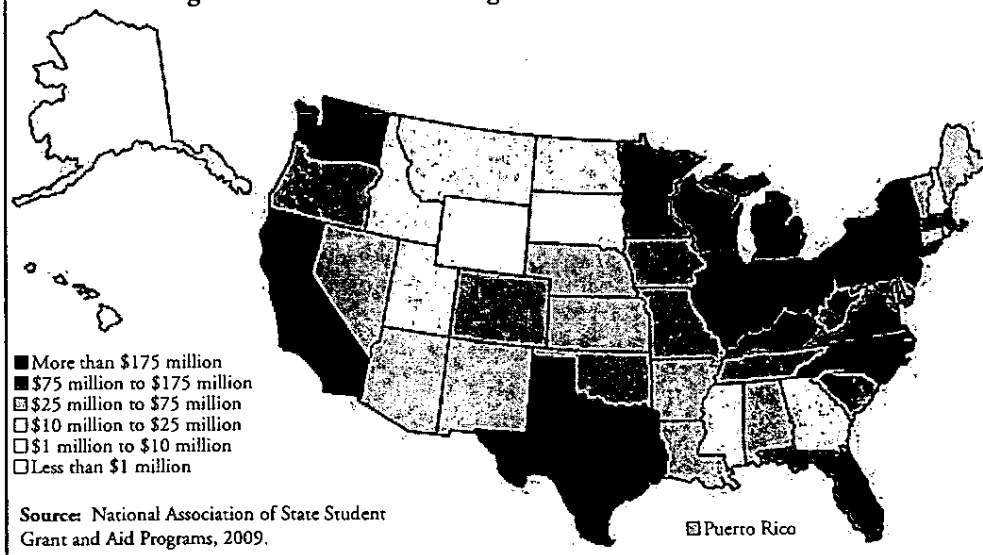 More than $175 million
$75 million to $175 million
$25 million to $75 million
$10 million to $25 million
$1 million to $10 million
Less than $1 million
Source: National Association of State Student
Grant and Aid Programs, 2009.
Puerto Rico